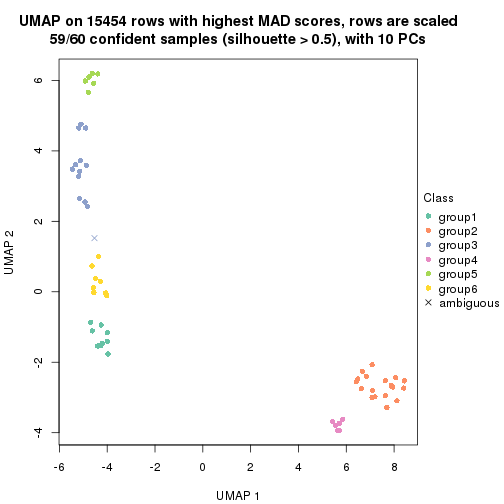 UMAP on 15454 rows with highest MAD scores, rows are scaled
59/60 confident samples (silhouette > 0.5), with 10 PCs
6
4
2
0
-2
-4
UMAP 2
-6
-4
-2
0
2
4
6
8
UMAP 1
Class
group1
group2
group3
group4
group5
group6
ambiguous